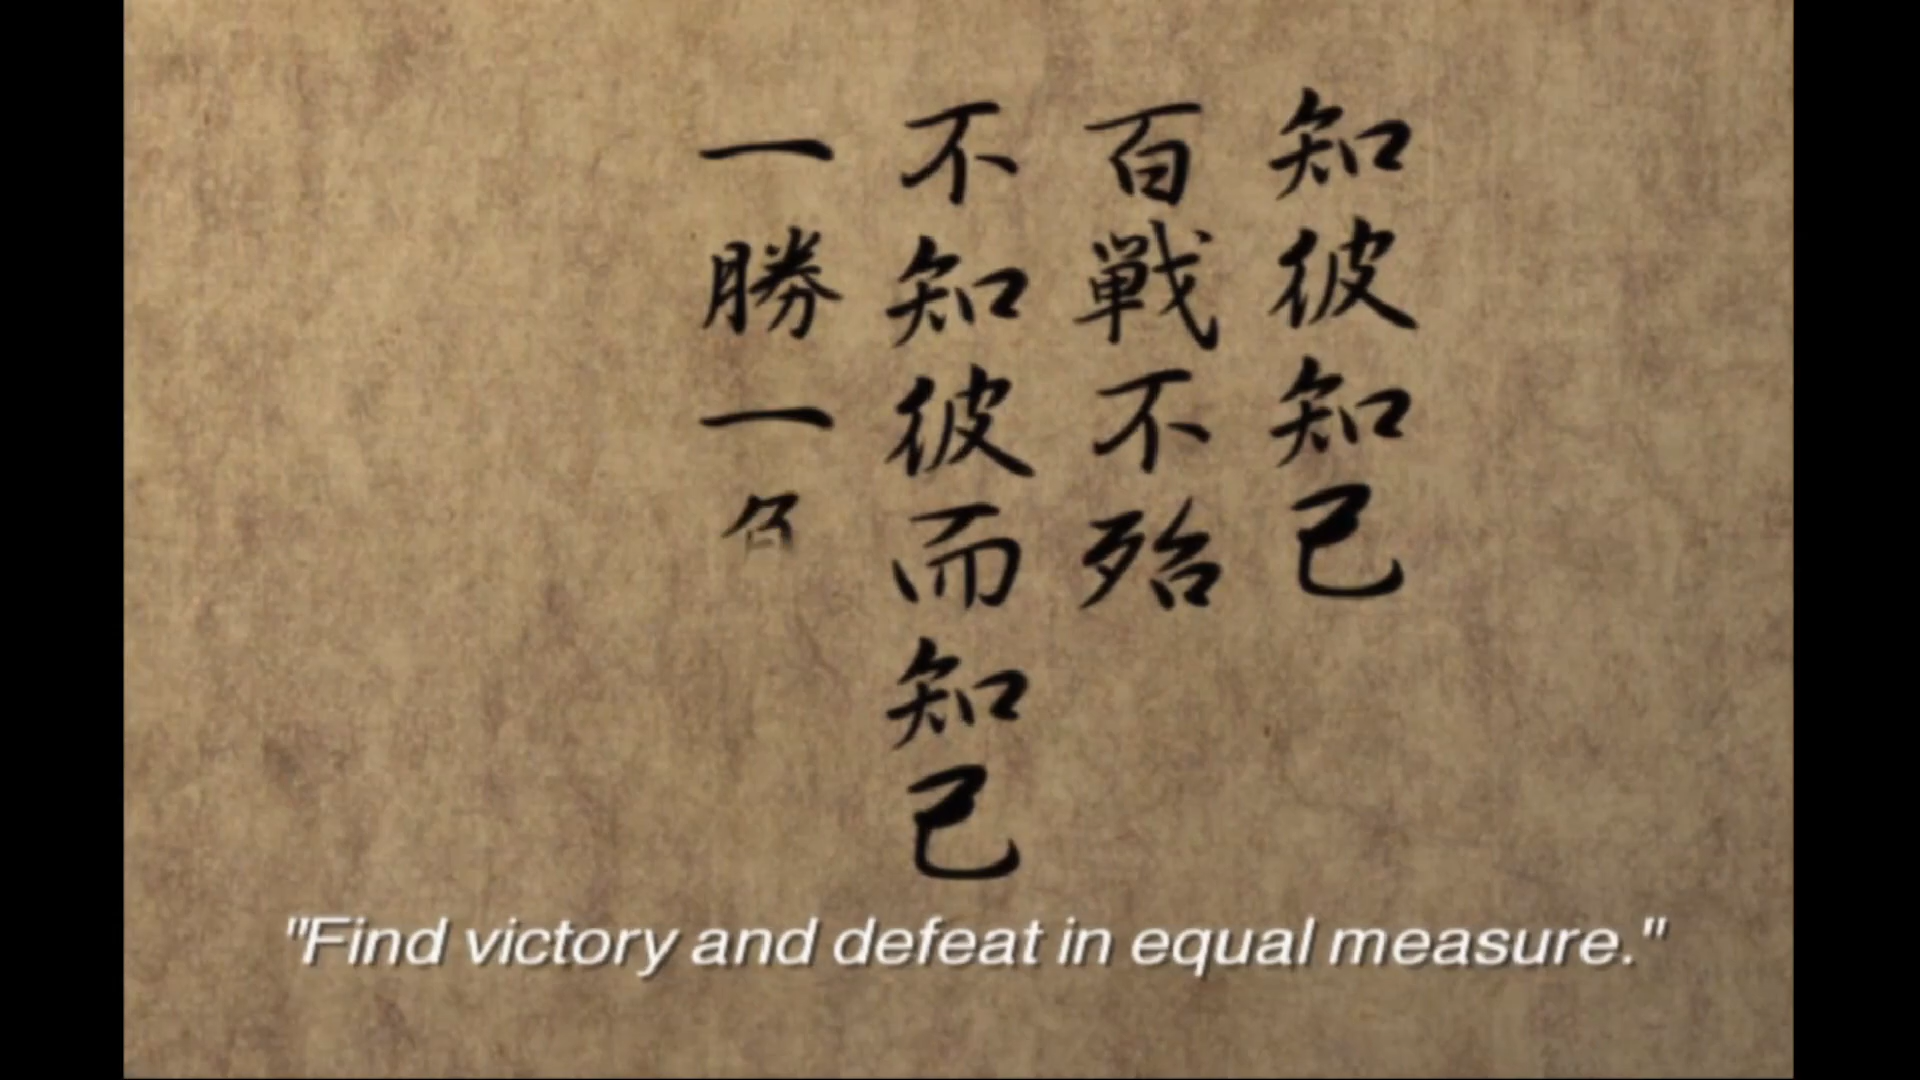 知彼知己
百戦不殆
不知彼而知己
一勝一負
"Find victory and defeat in equal measure."